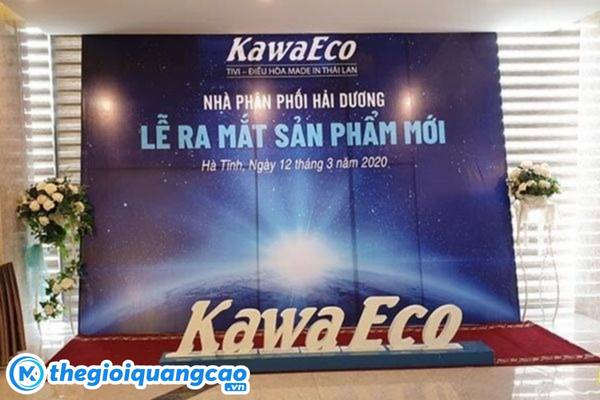 KawaEco
TIVI – ĐIỀU HÒA MADE IN THÁI LAN
NHÀ PHÂN PHỐI HẢI DƯƠNG
LỄ RA MẮT SẢN PHẨM MỚI
Hà Tĩnh, Ngày 12 tháng 3 năm 2020
KawaEco
thegioiquangcao
.vn